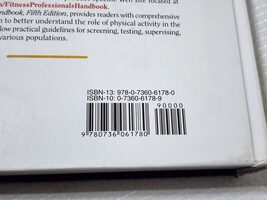 /FitnessProfessionalsHandbook.
ndbook, Fifth Edition, provides readers with comprehensive
n to better understand the role of physical activity in the
low practical guidelines for screening, testing, supervising,
various populations.
ISBN-13: 978-0-7360-6178-0
ISBN-10: 0-7360-6178-9
90000
9 780736 061780